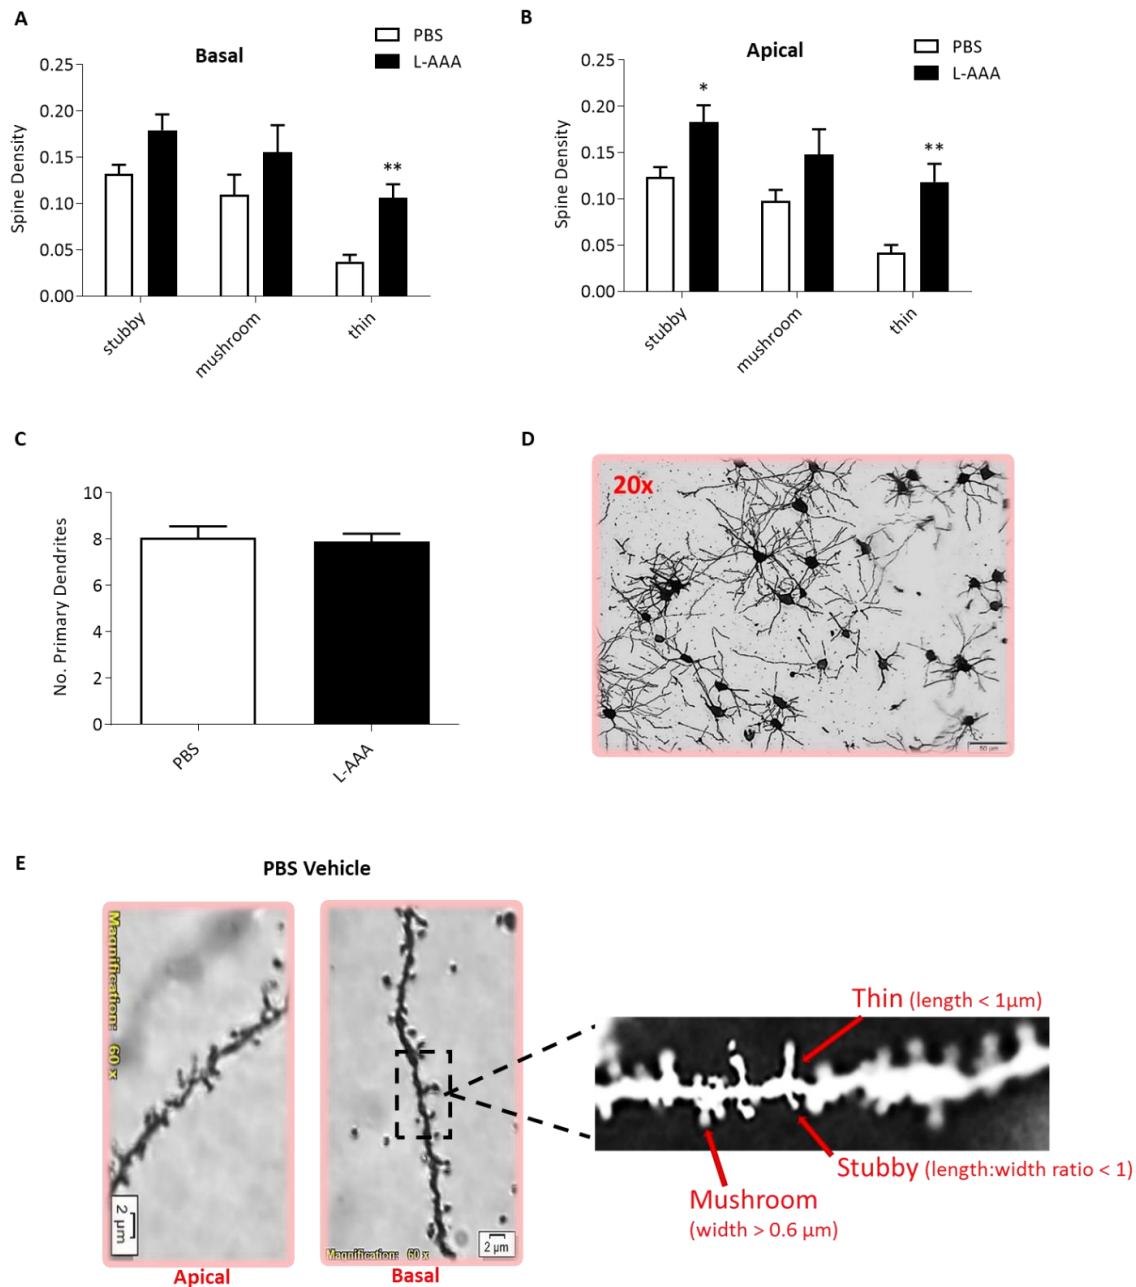 A
Basal
PBS
L-AAA
Spine Density
0.25
0.20
0.15
0.10
0.05
0.00
**
stubby
mushroom
thin
B
Apical
PBS
L-AAA
Spine Density
0.25
0.20
0.15
0.10
0.05
0.00
*
**
stubby
mushroom
thin
C
No. Primary Dendrites
10
8
6
4
2
0
PBS
L-AAA
D
20x
50 µm
E
PBS Vehicle
Magnification: 60 x
2 µm
Apical
Magnification: 60 x
2 µm
Basal
Thin (length < 1µm)
Stubby (length:width ratio < 1)
Mushroom
(width > 0.6 µm)